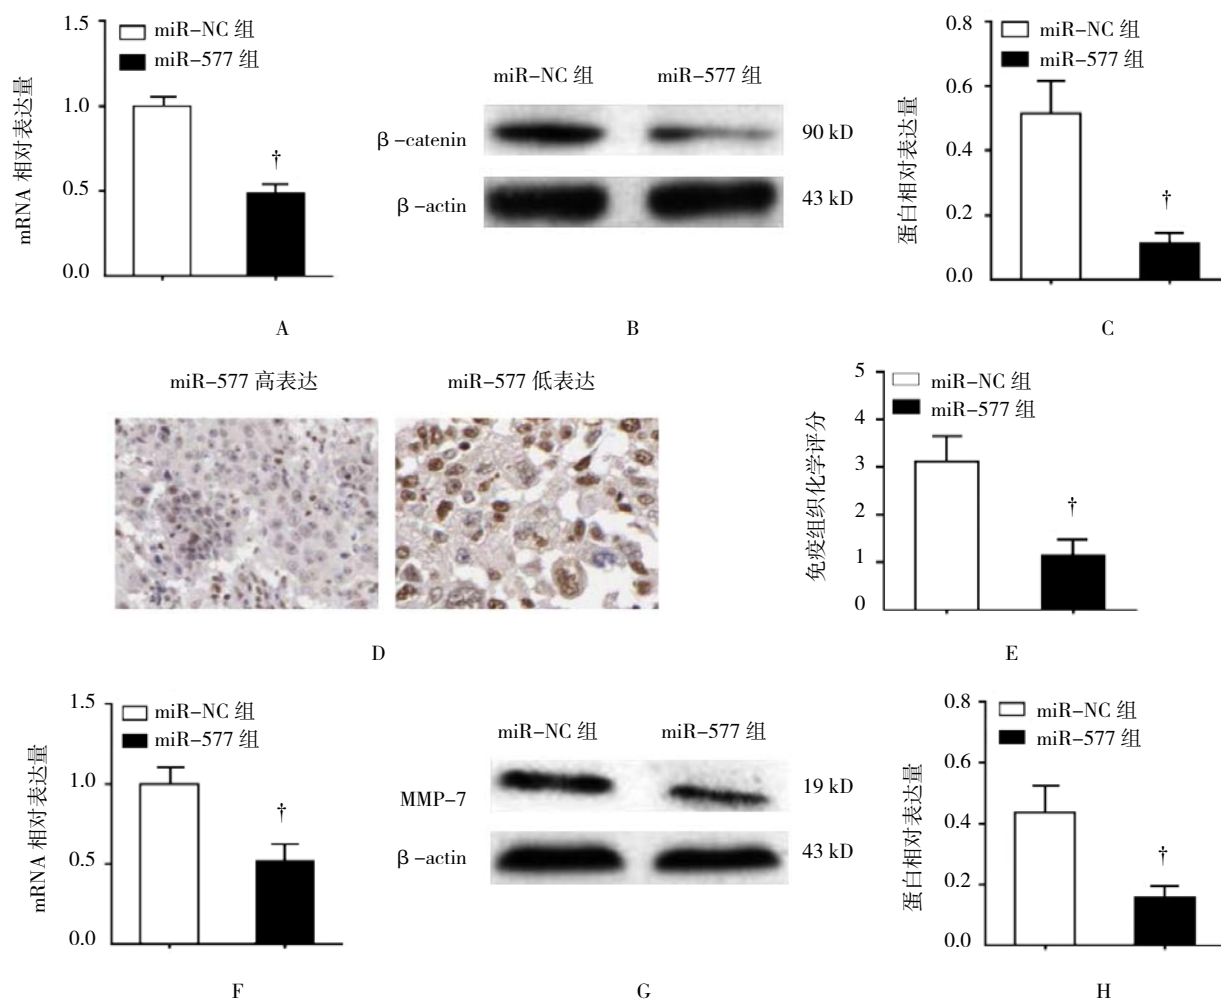 1.5
miR-NC 组
miR-577 组
1.0
0.5
0.0
mRNA 相对表达量
†
A
miR-NC 组 miR-577 组
β-catenin 90 kD
β-actin 43 kD
B
0.8
miR-NC 组
miR-577 组
0.6
0.4
0.2
0.0
蛋白相对表达量
†
C
miR-577 高表达 miR-577 低表达
D
5
miR-NC 组
miR-577 组
4
3
2
1
0
免疫组织化学评分
†
E
1.5
miR-NC 组
miR-577 组
1.0
0.5
0.0
mRNA 相对表达量
†
F
miR-NC 组 miR-577 组
MMP-7 19 kD
β-actin 43 kD
G
0.8
miR-NC 组
miR-577 组
0.6
0.4
0.2
0.0
蛋白相对表达量
†
H